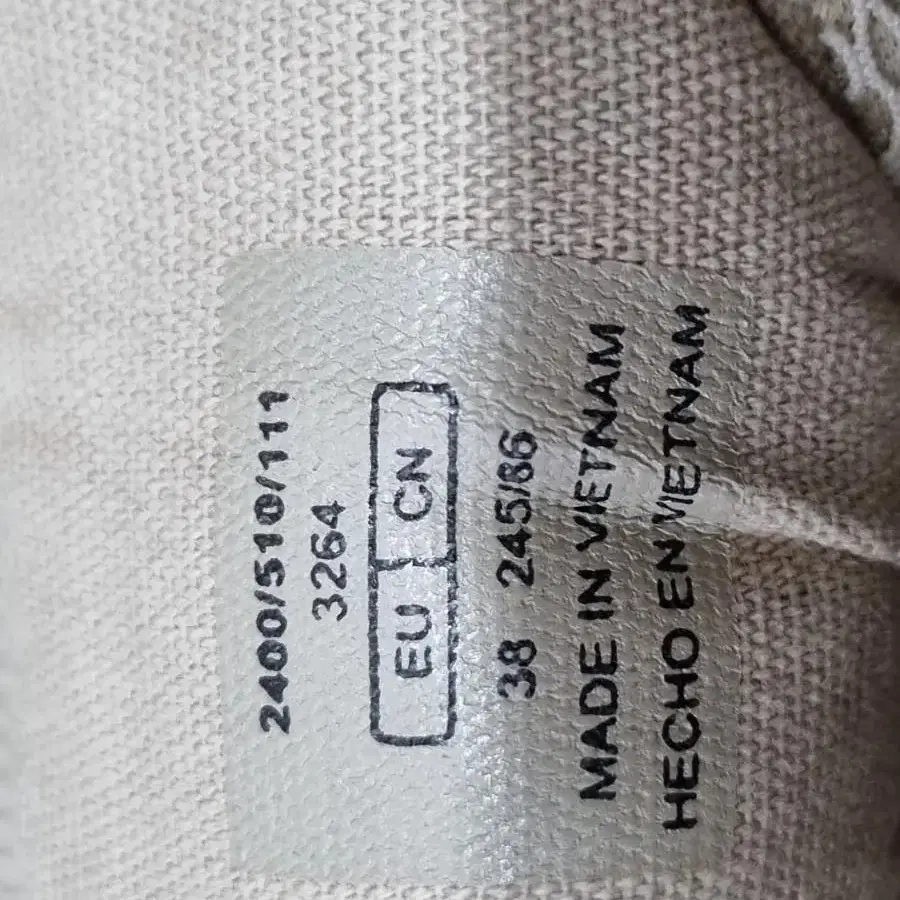 2400/510/111
3264
EU CN
38 245/86
MADE IN VIETNAM
HECHO EN VIETNAM